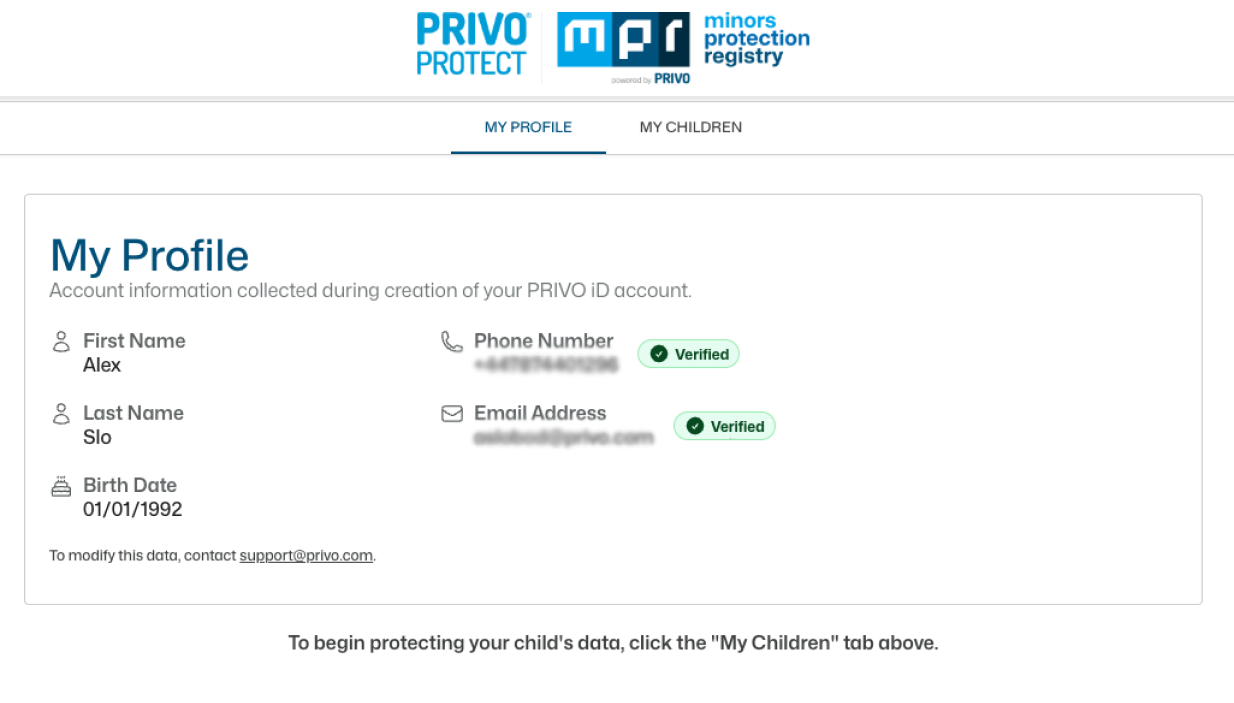 PRIVO®
PROTECT
mpr
minors
protection
registry
powered by PRIVO
MY PROFILE
MY CHILDREN
My Profile
Account information collected during creation of your PRIVO iD account.
First Name
Alex
Phone Number
Verified
Last Name
Slo
Email Address
Verified
Birth Date
01/01/1992
To modify this data, contact support@privo.com.
To begin protecting your child's data, click the "My Children" tab above.